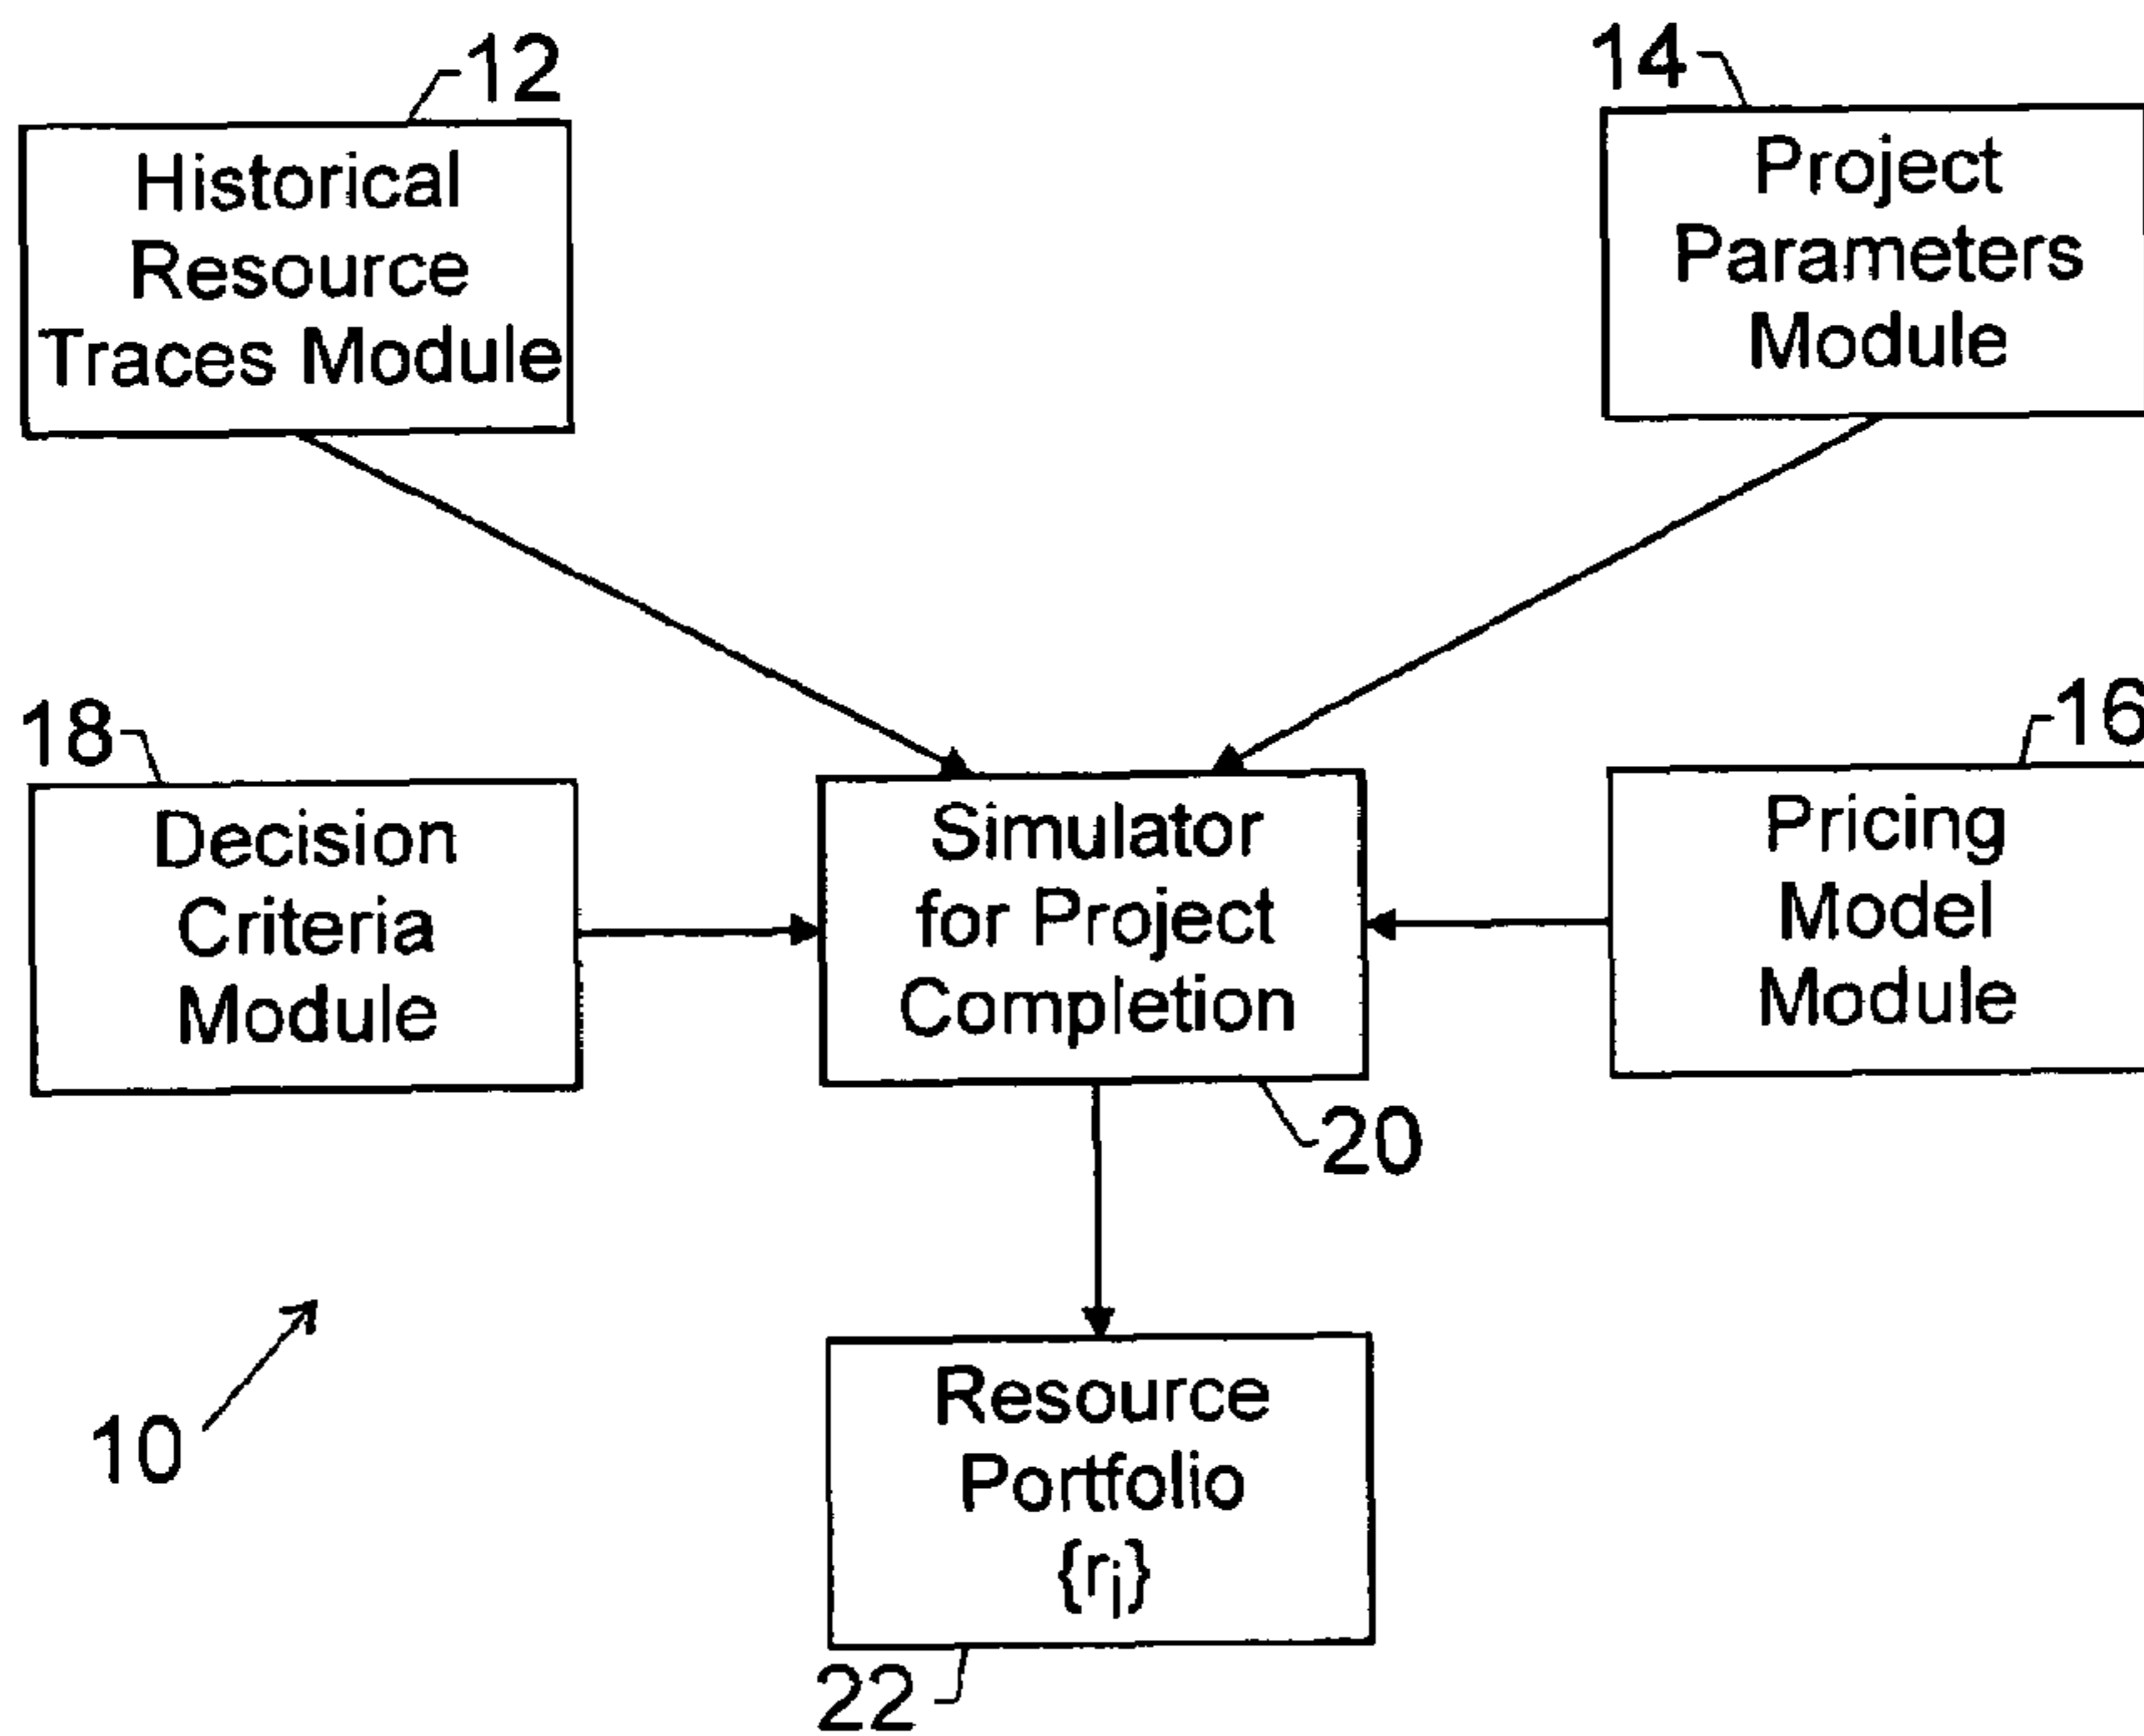 12
Historical
Resource
Traces Module
14
Project
Parameters
Module
18
Decision
Criteria
Module
Simulator
for Project
Completion
20
16
Pricing
Model
Module
10
Resource
Portfolio
{rj}
22